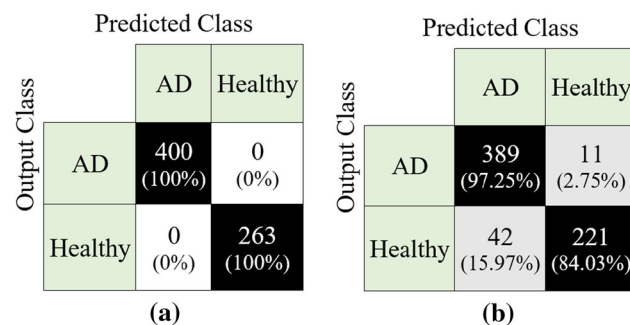 Predicted Class
AD Healthy
Output Class
AD 400 0
(100%) (0%)
Healthy 0 263
(0%) (100%)
(a)
Predicted Class
AD Healthy
Output Class
AD 389 11
(97.25%) (2.75%)
Healthy 42 221
(15.97%) (84.03%)
(b)